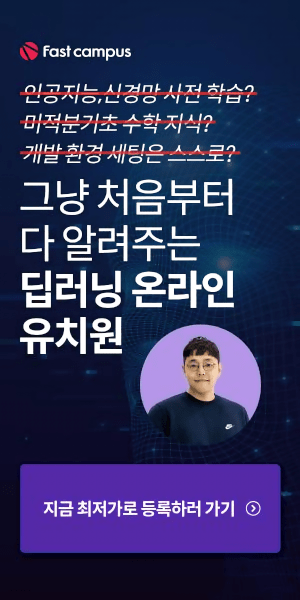 Fast campus
인공지능,신경망 사전 학습?
미적분기초 수학 지식?
개발 환경 세팅은 스스로?
그냥 처음부터
다 알려주는
딥러닝 온라인
유치원
지금 최저가로 등록하러 가기